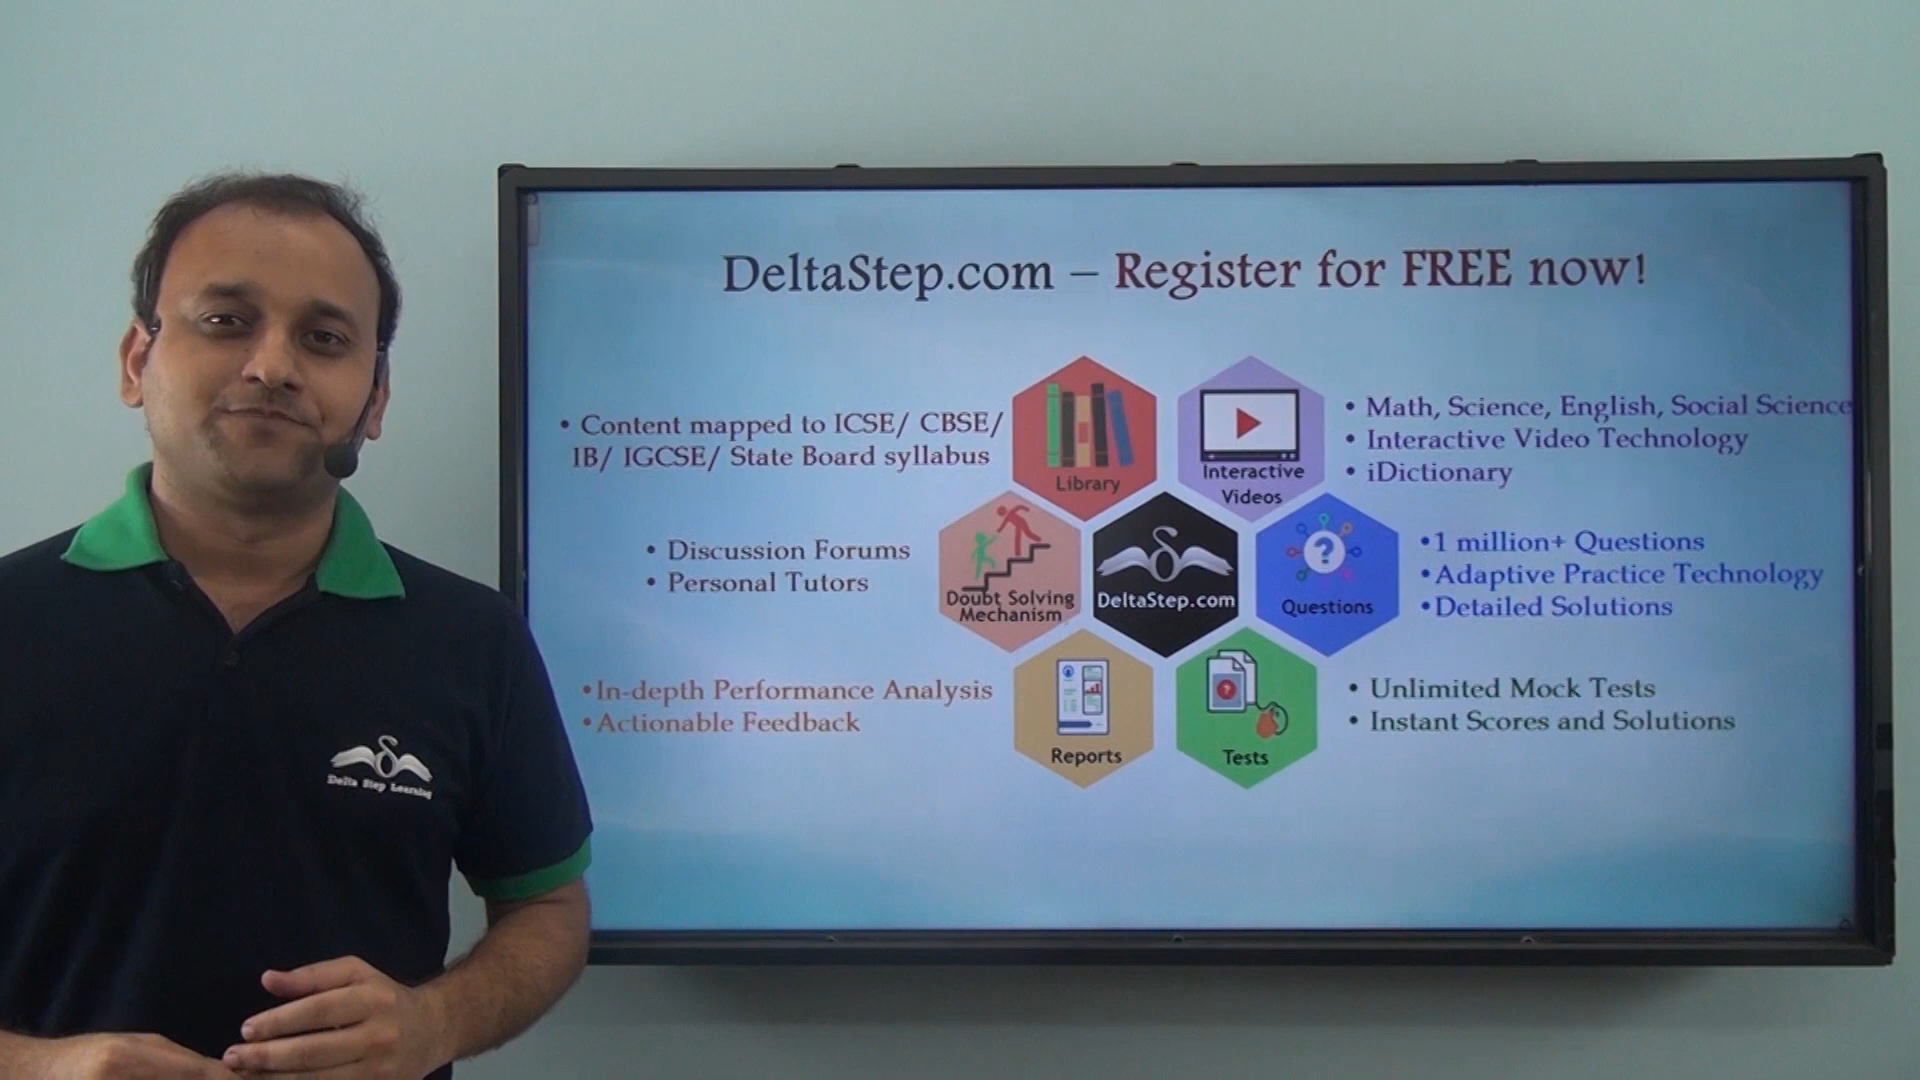 DeltaStep.com – Register for FREE now!
• Content mapped to ICSE/ CBSE/
IB/ IGCSE/ State Board syllabus
Library
Interactive
Videos
• Math, Science, English, Social Science
• Interactive Video Technology
• iDictionary
• Discussion Forums
• Personal Tutors
Doubt Solving
Mechanism
DeltaStep.com
?
Questions
•1 million+ Questions
•Adaptive Practice Technology
•Detailed Solutions
•In-depth Performance Analysis
•Actionable Feedback
Reports
?
Tests
• Unlimited Mock Tests
• Instant Scores and Solutions
δ
Delta Step Learning